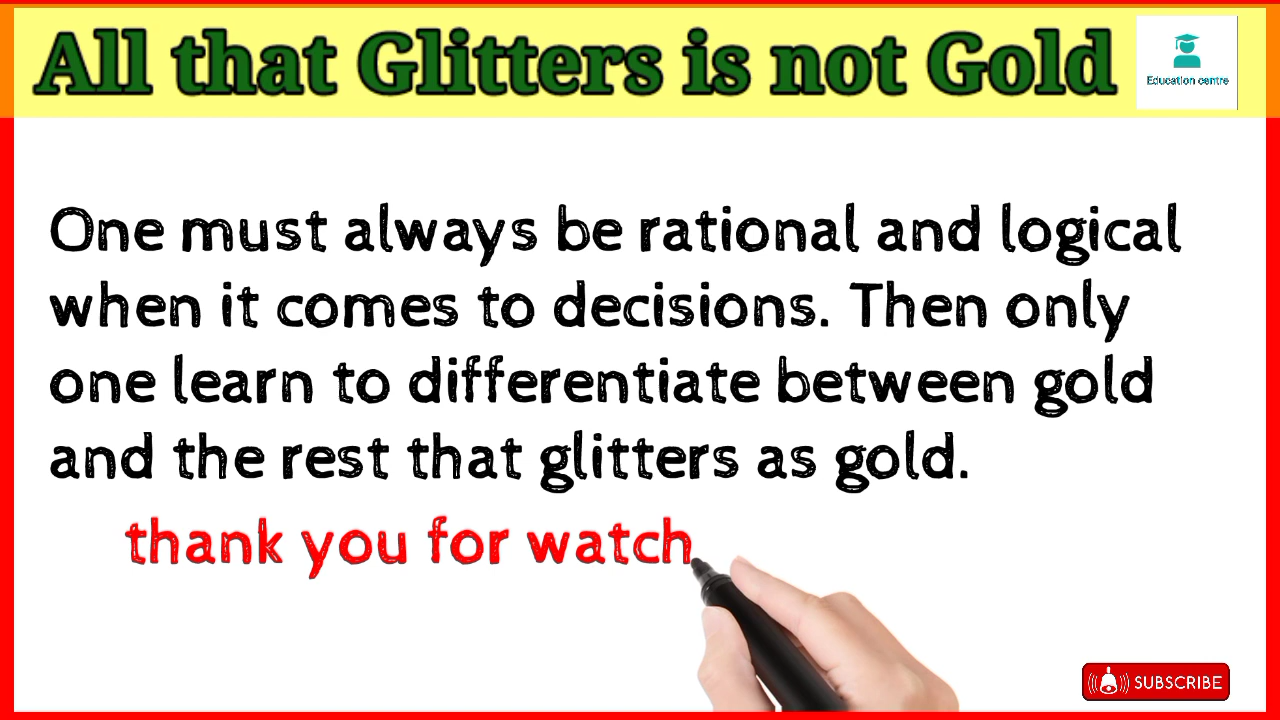 All that Glitters is not Gold
Education centre
One must always be rational and logical
when it comes to decisions. Then only
one learn to differentiate between gold
and the rest that glitters as gold.
thank you for watch
SUBSCRIBE